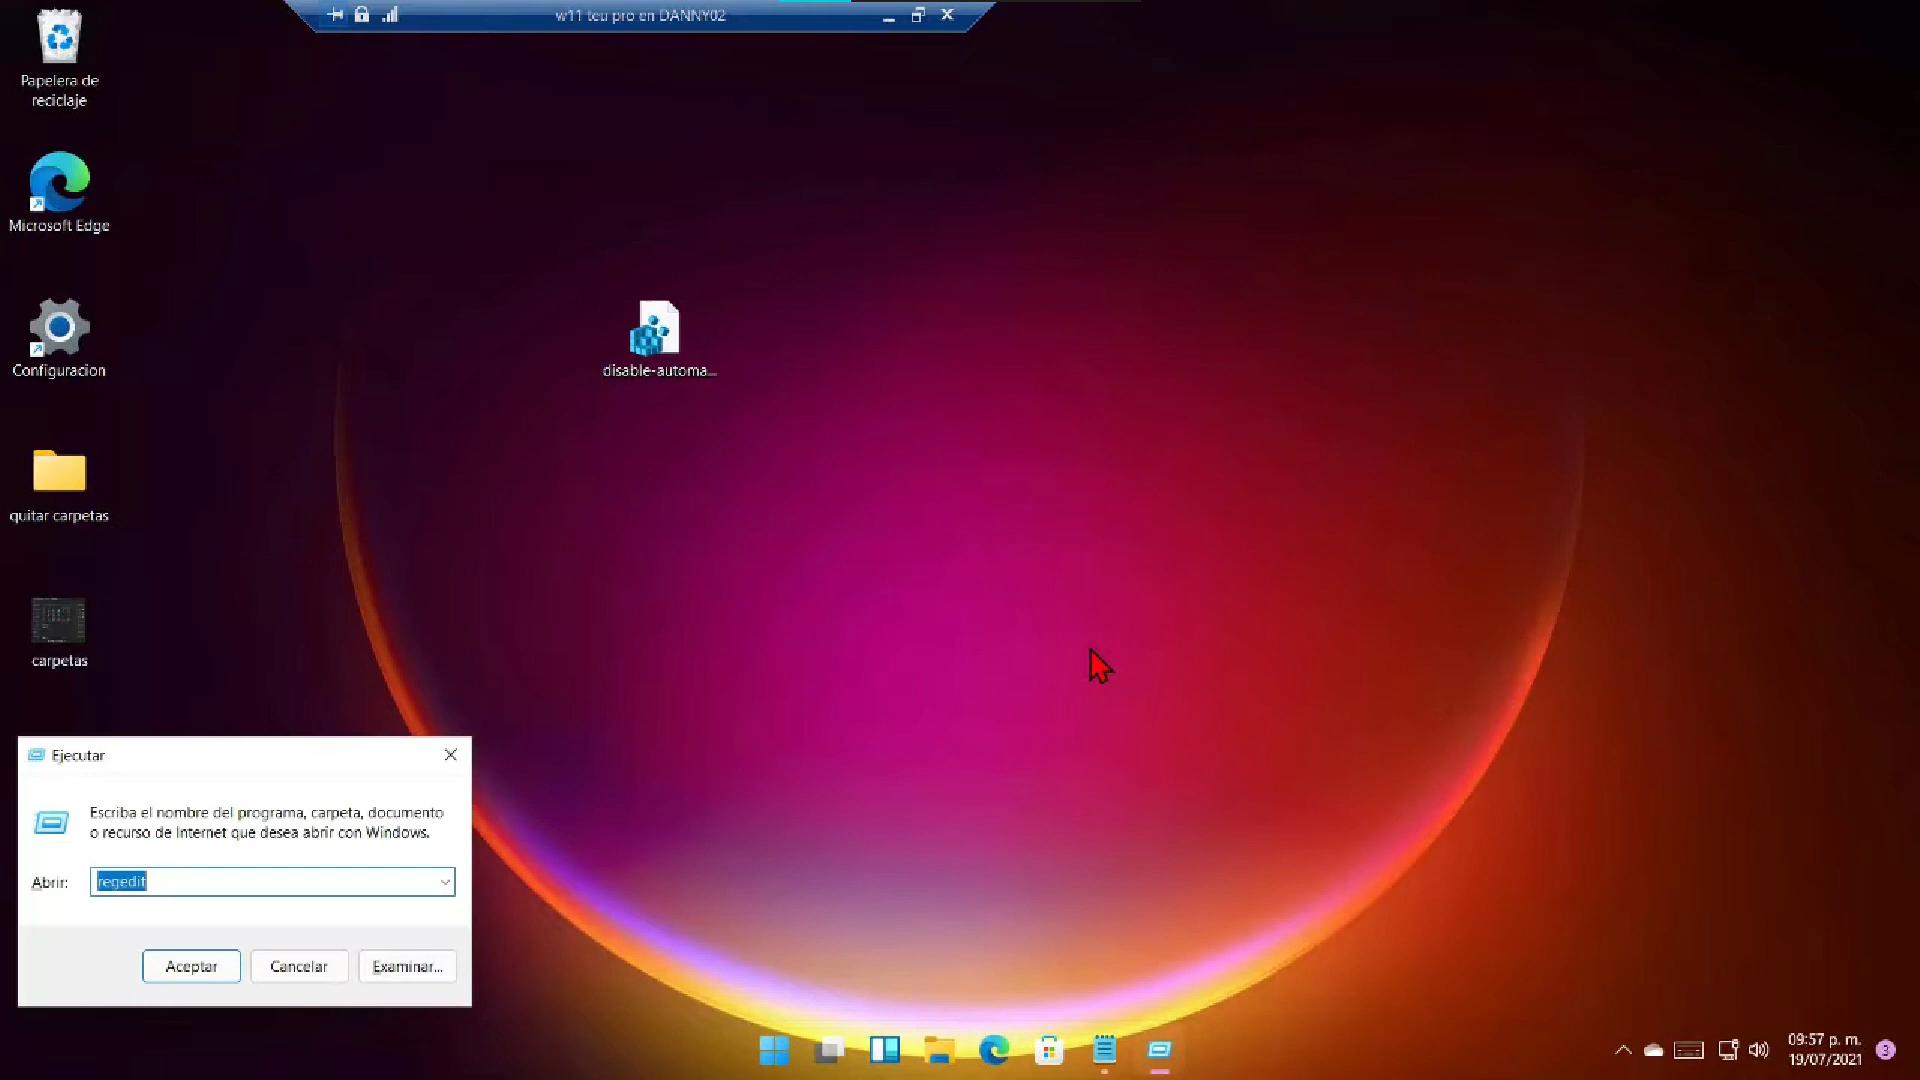 w11 teu pro en DANNY02
Papelera de
reciclaje
Microsoft Edge
Configuracion
quitar carpetas
carpetas
disable-automa...
Ejecutar
Escriba el nombre del programa, carpeta, documento
o recurso de Internet que desea abrir con Windows.
Abrir:
regedit
Aceptar
Cancelar
Examinar...
09:57 p. m.
19/07/2021
3